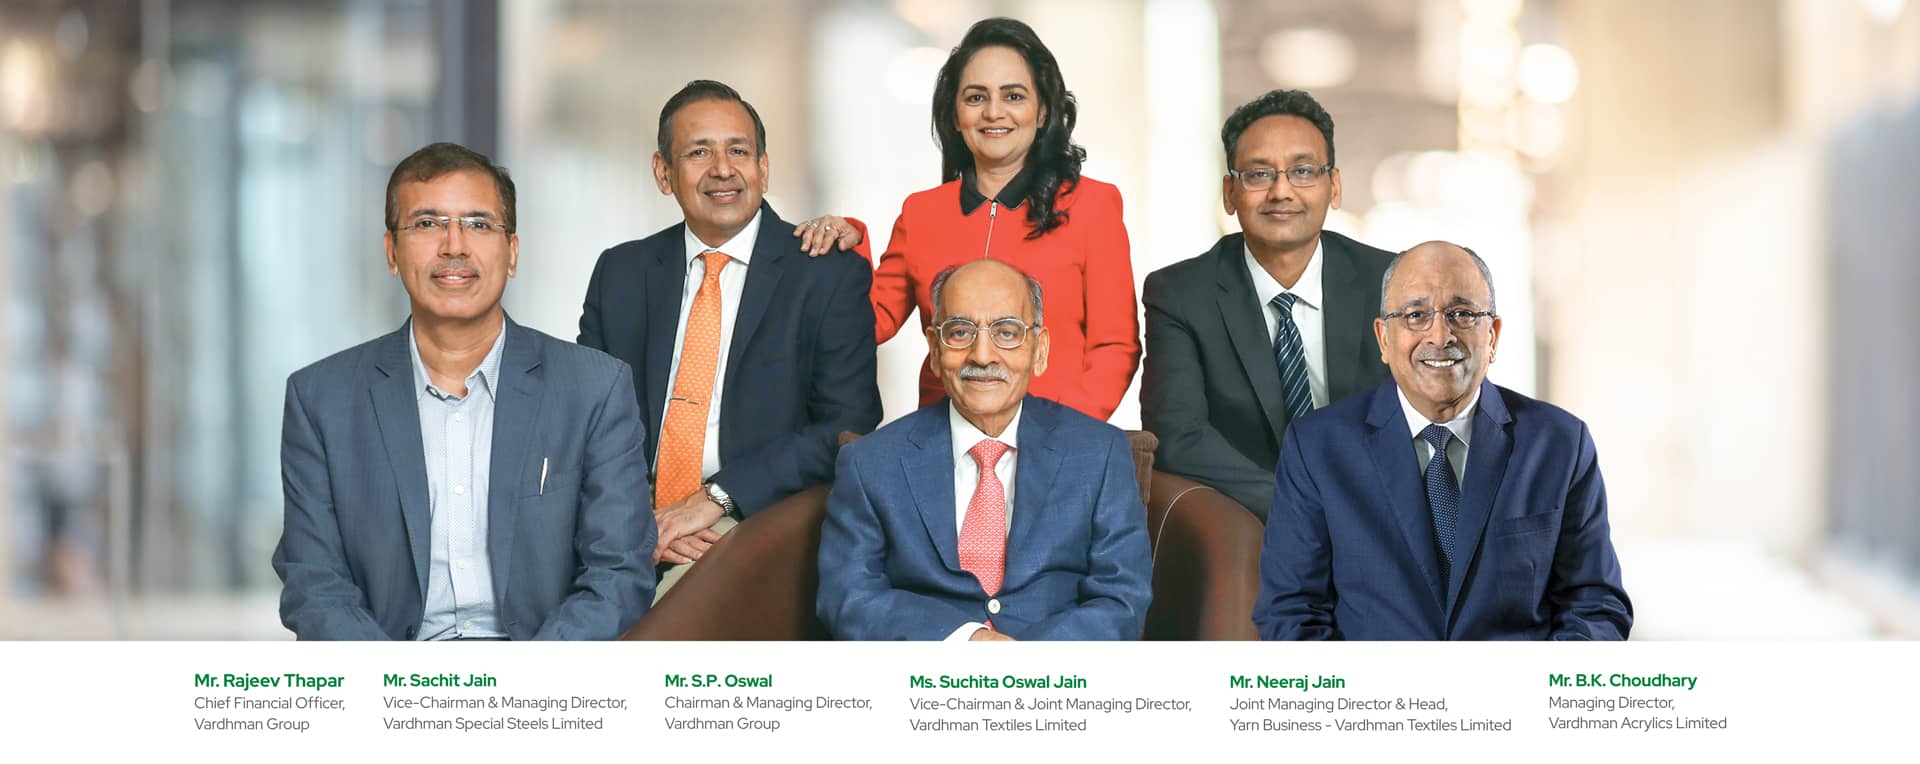 Mr. Rajeev Thapar
Chief Financial Officer,
Vardhman Group
Mr. Sachit Jain
Vice-Chairman & Managing Director,
Vardhman Special Steels Limited
Mr. S.P. Oswal
Chairman & Managing Director,
Vardhman Group
Ms. Suchita Oswal Jain
Vice-Chairman & Joint Managing Director,
Vardhman Textiles Limited
Mr. Neeraj Jain
Joint Managing Director & Head,
Yarn Business - Vardhman Textiles Limited
Mr. B.K. Choudhary
Managing Director,
Vardhman Acrylics Limited